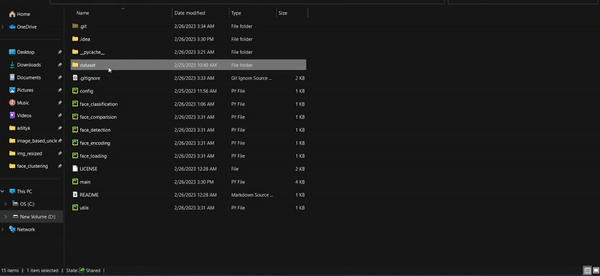 Name Date modified Type Size
Home
OneDrive
Desktop
Downloads
Documents
Pictures
Music
Videos
image_based_uncle
img_resized
face_clustering
This PC
OS (C:)
New Volume (D:)
Network
.git 2/26/2023 3:34 AM File folder
.idea 2/26/2023 3:30 PM File folder
__pycache__ 2/26/2023 3:21 AM File folder
dataset 2/25/2023 10:49 AM File folder
.gitignore 2/26/2023 3:33 AM Git Ignore Source ... 2 KB
config 2/25/2023 11:56 AM PY File 1 KB
face_classification 2/26/2023 1:06 AM PY File 1 KB
face_comparision 2/26/2023 3:31 AM PY File 1 KB
face_detection 2/26/2023 3:31 AM PY File 1 KB
face_encoding 2/26/2023 3:31 AM PY File 1 KB
face_loading 2/26/2023 3:31 AM PY File 1 KB
LICENSE 2/26/2023 12:28 AM File 2 KB
main 2/26/2023 3:30 PM PY File 4 KB
README 2/26/2023 12:28 AM Markdown Source ... 1 KB
utils 2/26/2023 3:31 AM PY File 1 KB
15 items 1 item selected State: Shared